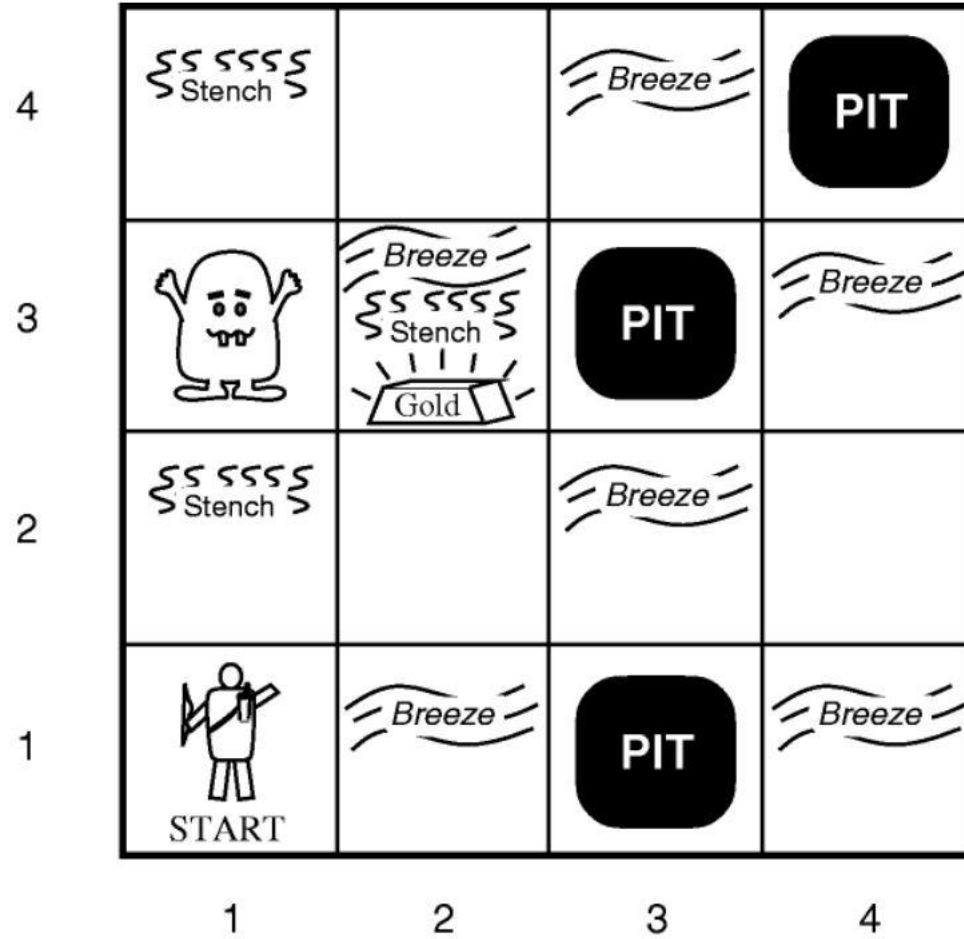 4
Stench
Breeze
PIT
3
Breeze
Stench
Gold
PIT
Breeze
2
Stench
Breeze
1
START
Breeze
PIT
Breeze
1 2 3 4